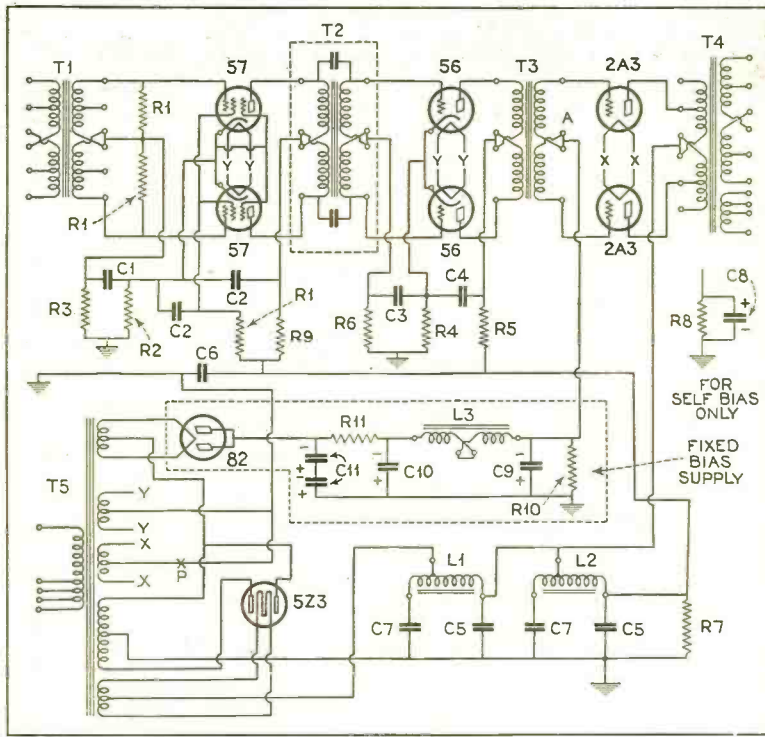 T1
R1
R1
57
57
Y
Y
T2
56
56
Y
Y
T3
A
2A3
2A3
X
X
T4
C1
R3
R2
C2
C2
R1
R9
C6
R6
C3
R4
C4
R5
R8
C8
+
-
FOR
SELF BIAS
ONLY
82
R11
L3
-
+
-
+
C11
-
C10
+
-
C9
+
R10
FIXED
BIAS
SUPPLY
T5
Y
Y
X
X
X
P
5Z3
L1
L2
C7
C5
C7
C5
R7